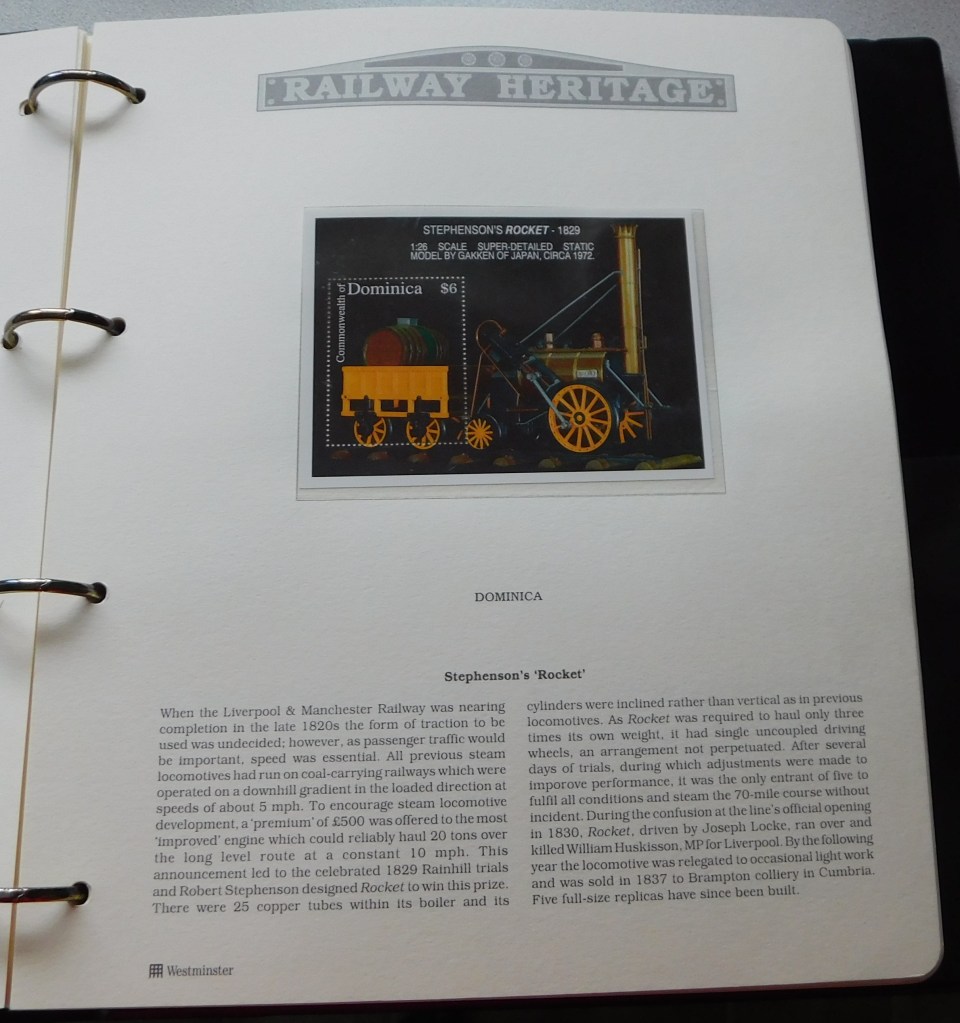 RAILWAY HERITAGE
STEPHENSON'S ROCKET - 1829
1:26 SCALE SUPER-DETAILED STATIC
MODEL BY GAKKEN OF JAPAN, CIRCA 1972.
Commonwealth of
Dominica $6
DOMINICA
Stephenson's 'Rocket'
When the Liverpool & Manchester Railway was nearing
completion in the late 1820s the form of traction to be
used was undecided; however, as passenger traffic would
be important, speed was essential. All previous steam
locomotives had run on coal-carrying railways which were
operated on a downhill gradient in the loaded direction at
speeds of about 5 mph. To encourage steam locomotive
development, a 'premium' of £500 was offered to the most
'improved' engine which could reliably haul 20 tons over
the long level route at a constant 10 mph. This
announcement led to the celebrated 1829 Rainhill trials
and Robert Stephenson designed Rocket to win this prize.
There were 25 copper tubes within its boiler and its
cylinders were inclined rather than vertical as in previous
locomotives. As Rocket was required to haul only three
times its own weight, it had single uncoupled driving
wheels, an arrangement not perpetuated. After several
days of trials, during which adjustments were made to
imporove performance, it was the only entrant of five to
fulfil all conditions and steam the 70-mile course without
incident. During the confusion at the line's official opening
in 1830, Rocket, driven by Joseph Locke, ran over and
killed William Huskisson, MP for Liverpool. By the following
year the locomotive was relegated to occasional light work
and was sold in 1837 to Brampton colliery in Cumbria.
Five full-size replicas have since been built.
Westminster